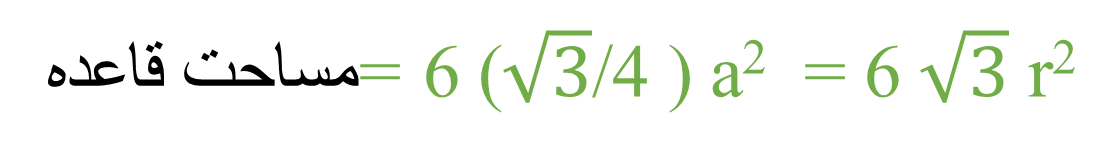 مساحت قاعده= 6 (√3/4 ) a² = 6 √3 r²